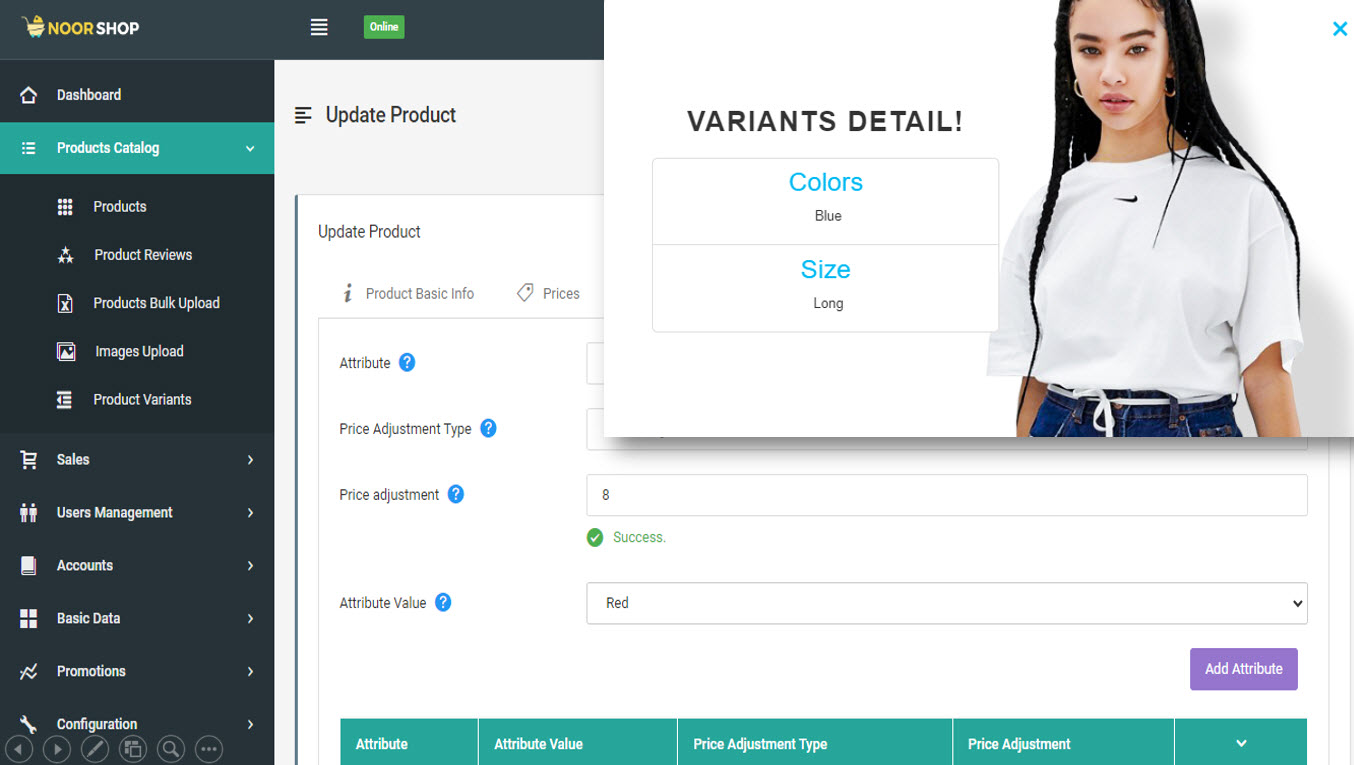 NOOR SHOP
Online
Dashboard
Products Catalog
Products
Product Reviews
Products Bulk Upload
Images Upload
Product Variants
Sales
Users Management
Accounts
Basic Data
Promotions
Configuration
Update Product
Update Product
Product Basic Info
Prices
Attribute ?
Price Adjustment Type ?
Price adjustment ?
8
Success.
Attribute Value ?
Red
Add Attribute
Attribute Attribute Value Price Adjustment Type Price Adjustment
VARIANTS DETAIL!
Colors
Blue
Size
Long